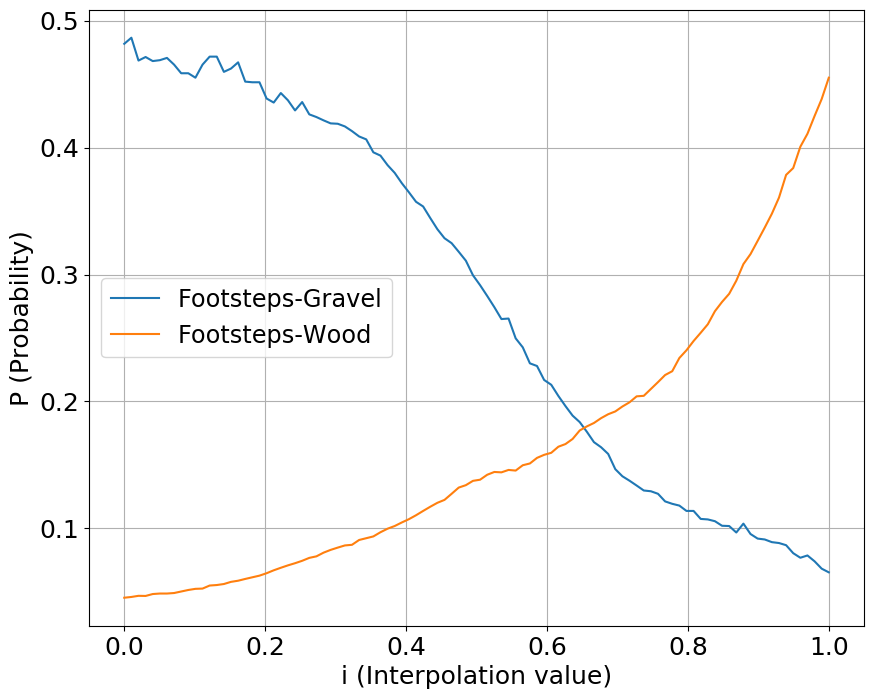 0.5
0.4
0.3
0.2
0.1
P (Probability)
Footsteps-Gravel
Footsteps-Wood
0.0 0.2 0.4 0.6 0.8 1.0
i (Interpolation value)